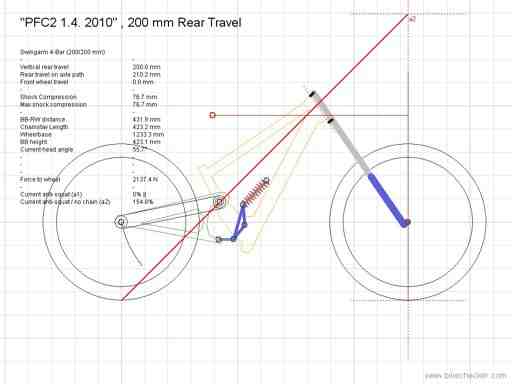 "PFC2 1.4. 2010" , 200 mm Rear Travel
a2
Swingarm 4-Bar (200/200 mm)
-
Vertical rear travel 200.0 mm
Rear travel on axle path 210.2 mm
Front wheel travel 0.0 mm
-
Shock Compression 76.7 mm
Max shock compression 76.7 mm
-
BB-RW distance 431.9 mm
Chainstay Length 423.2 mm
Wheelbase 1233.3 mm
BB height 423.1 mm
Current head angle 55.7°
-
Force to wheel 2137.4 N
-
Current anti-squat (a1) 0% 8
Current anti-squat / no chain (a2) 154.0%
www.bikechecker.com